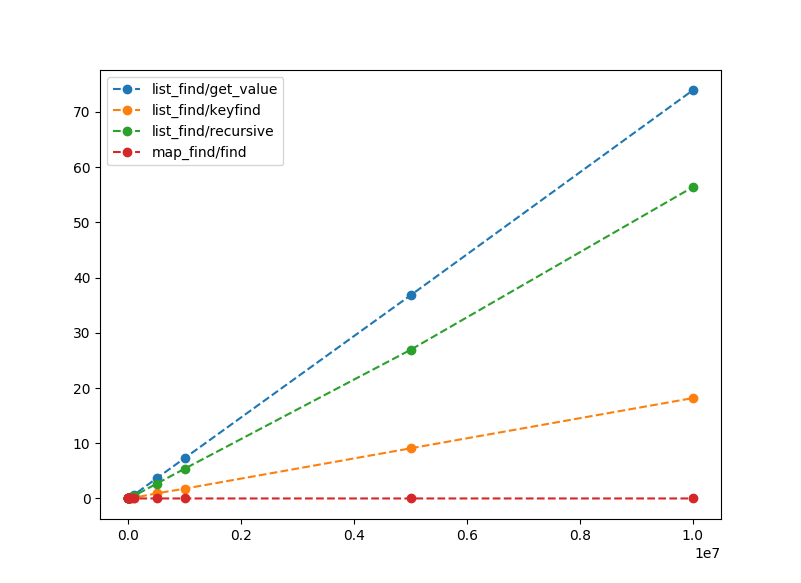 list_find/get_value
list_find/keyfind
list_find/recursive
map_find/find
70
60
50
40
30
20
10
0
0.0 0.2 0.4 0.6 0.8 1.0
1e7